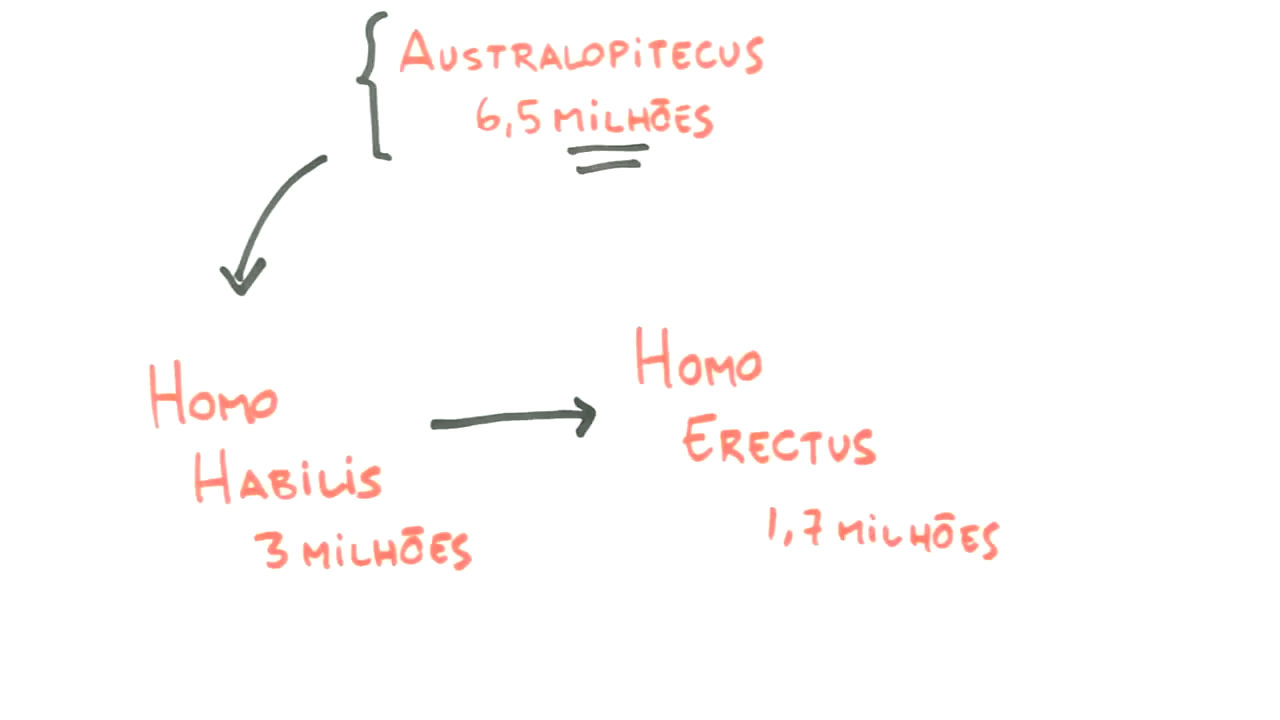 AUSTRALOPiTECUS
6,5 MiLHÕES
HOMO
HABiLiS
3 MiLHÕES
HOMO
ERECTUS
1,7 MiLHÕES